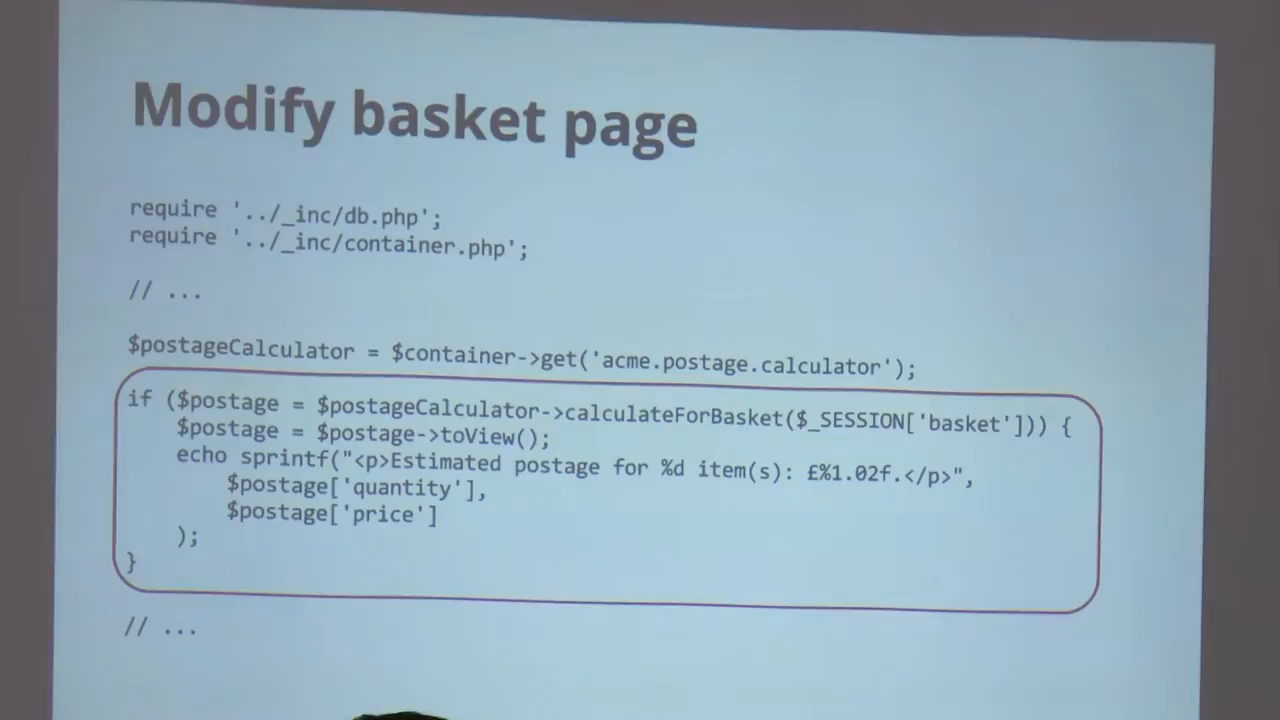 Modify basket page
require '../_inc/db.php';
require '../_inc/container.php';
// ...
$postageCalculator = $container->get('acme.postage.calculator');
if ($postage = $postageCalculator->calculateForBasket($_SESSION['basket'])) {
    $postage = $postage->toView();
    echo sprintf("<p>Estimated postage for %d item(s): £%1.02f.</p>",
        $postage['quantity'],
        $postage['price']
    );
}
// ...